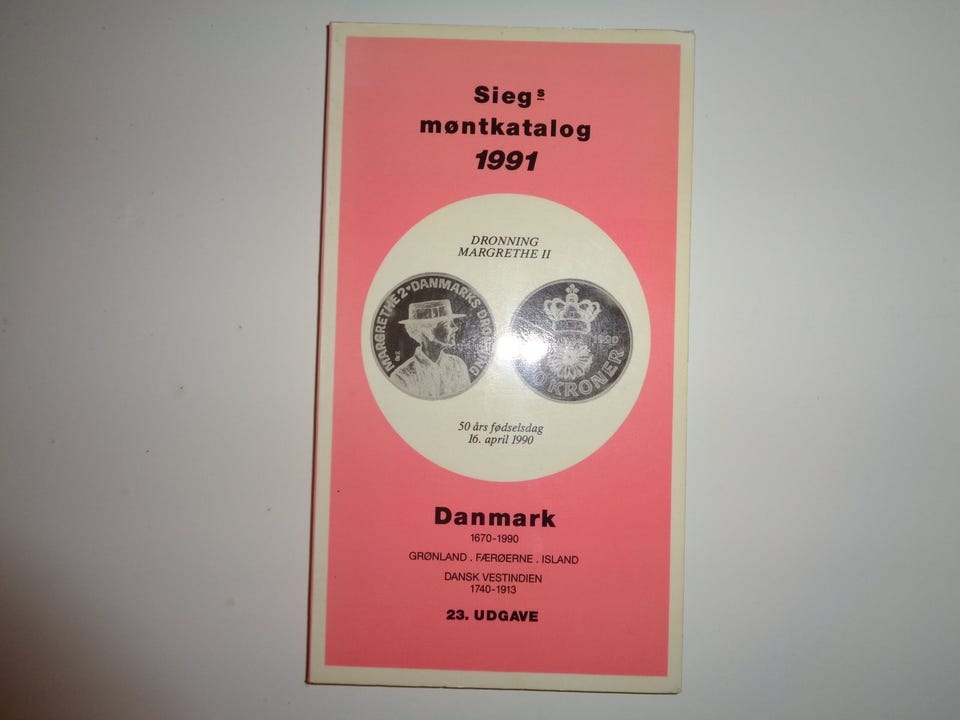 Sieg s
møntkatalog
1991
DRONNING
MARGRETHE II
MARGRETHE 2 • DANMARKS DRONNING
1990
KRONER
50 års fødselsdag
16. april 1990
Danmark
1670-1990
GRØNLAND . FÆRØERNE . ISLAND
DANSK VESTINDIEN
1740-1913
23. UDGAVE